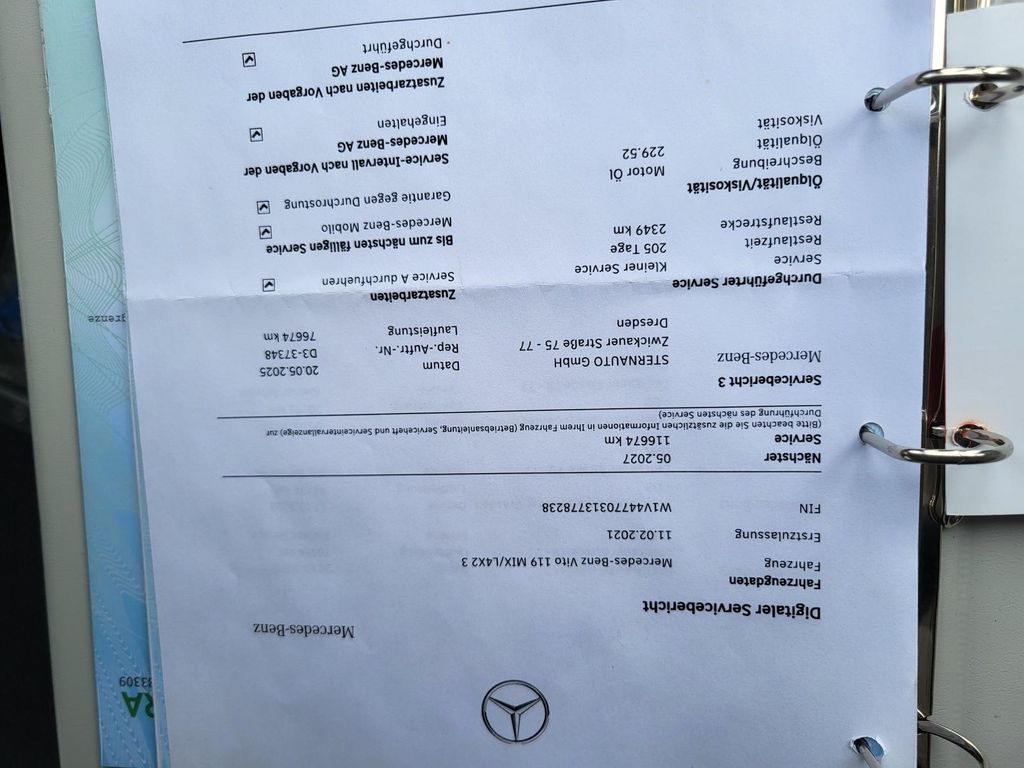 Mercedes-Benz
Digitaler Servicebericht
Fahrzeugdaten
Fahrzeug Mercedes-Benz Vito 119 MIX/L4X2 3
Erstzulassung 11.02.2021
FIN W1V44770313778238
Nächster Service 05.2027
116674 km
(Bitte beachten Sie die zusätzlichen Informationen in Ihrem Fahrzeug (Betriebsanleitung, Serviceheft und Serviceintervallanzeige) zur
Durchführung des nächsten Service)
Servicebericht 3
Mercedes-Benz
STERNAUTO GmbH
Zwickauer Straße 75 - 77
Dresden
Datum 20.05.2025
Rep.-Auftr.-Nr. D3-37348
Laufleistung 76674 km
Durchgeführter Service
Service Kleiner Service
Restlaufzeit 205 Tage
Restlaufstrecke 2349 km
Ölqualität/Viskosität
Beschreibung Motor Öl
Ölqualität 229.52
Viskosität
Zusatzarbeiten
Service A durchfuehren
Bis zum nächsten fälligen Service
Mercedes-Benz Mobilo
Garantie gegen Durchrostung
Service-Intervall nach Vorgaben der
Mercedes-Benz AG
Eingehalten
Zusatzarbeiten nach Vorgaben der
Mercedes-Benz AG
Durchgeführt
RA
33309
grenze